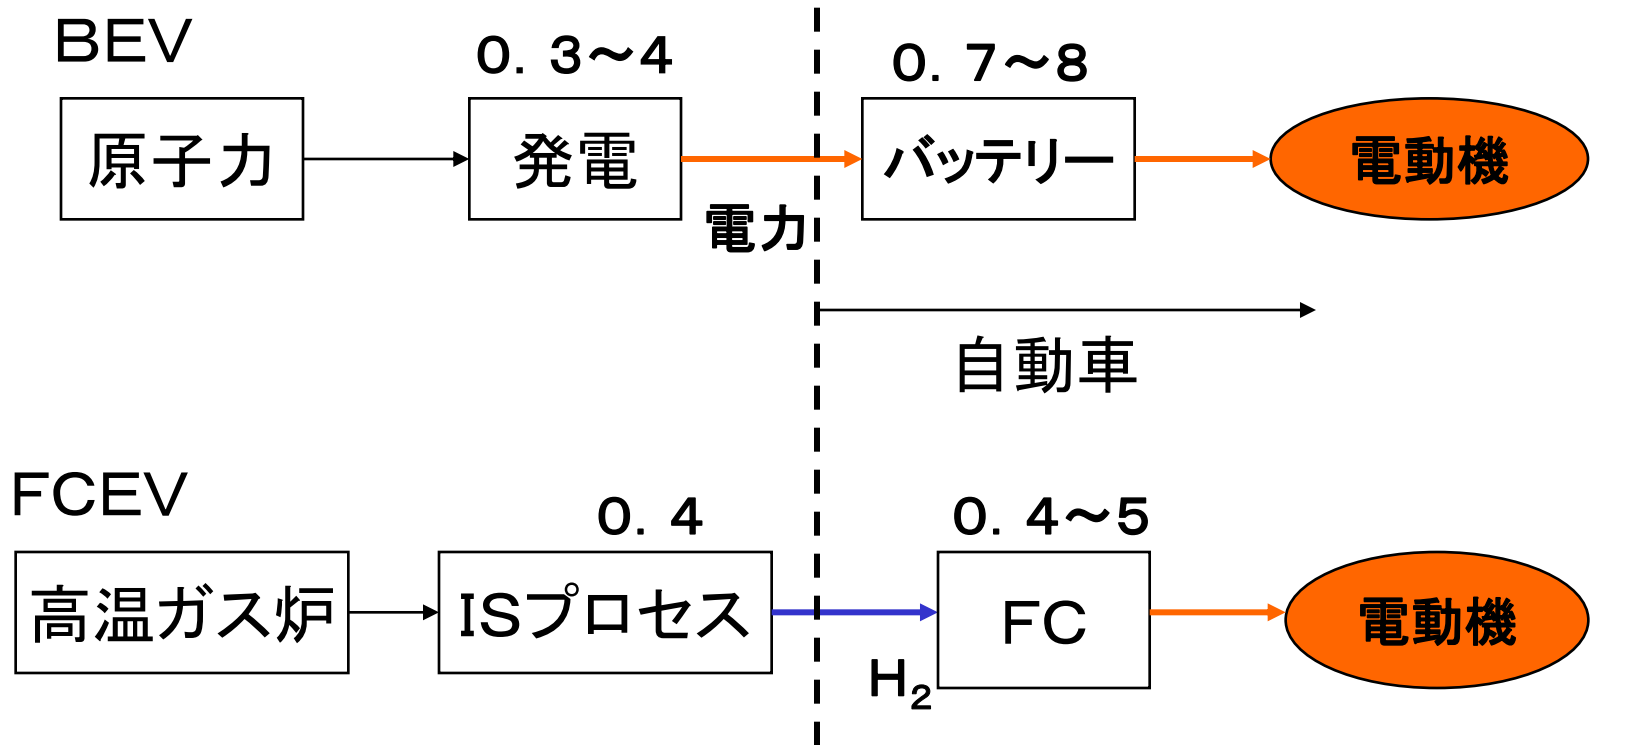 BEV
０．３～４
０．７～８
原子力
発電
バッテリー
電動機
電力
自動車
FCEV
０．４
０．４～５
高温ガス炉
ISプロセス
FC
電動機
H₂